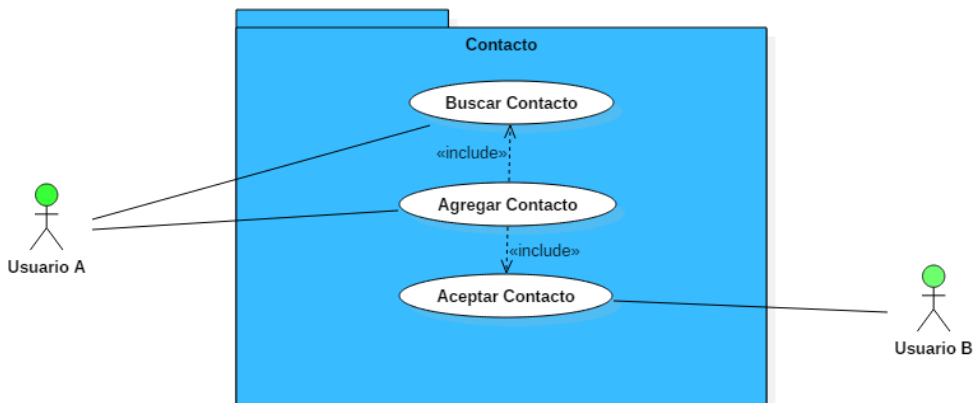 Contacto
Buscar Contacto
«include»
Agregar Contacto
«include»
Aceptar Contacto
Usuario A
Usuario B